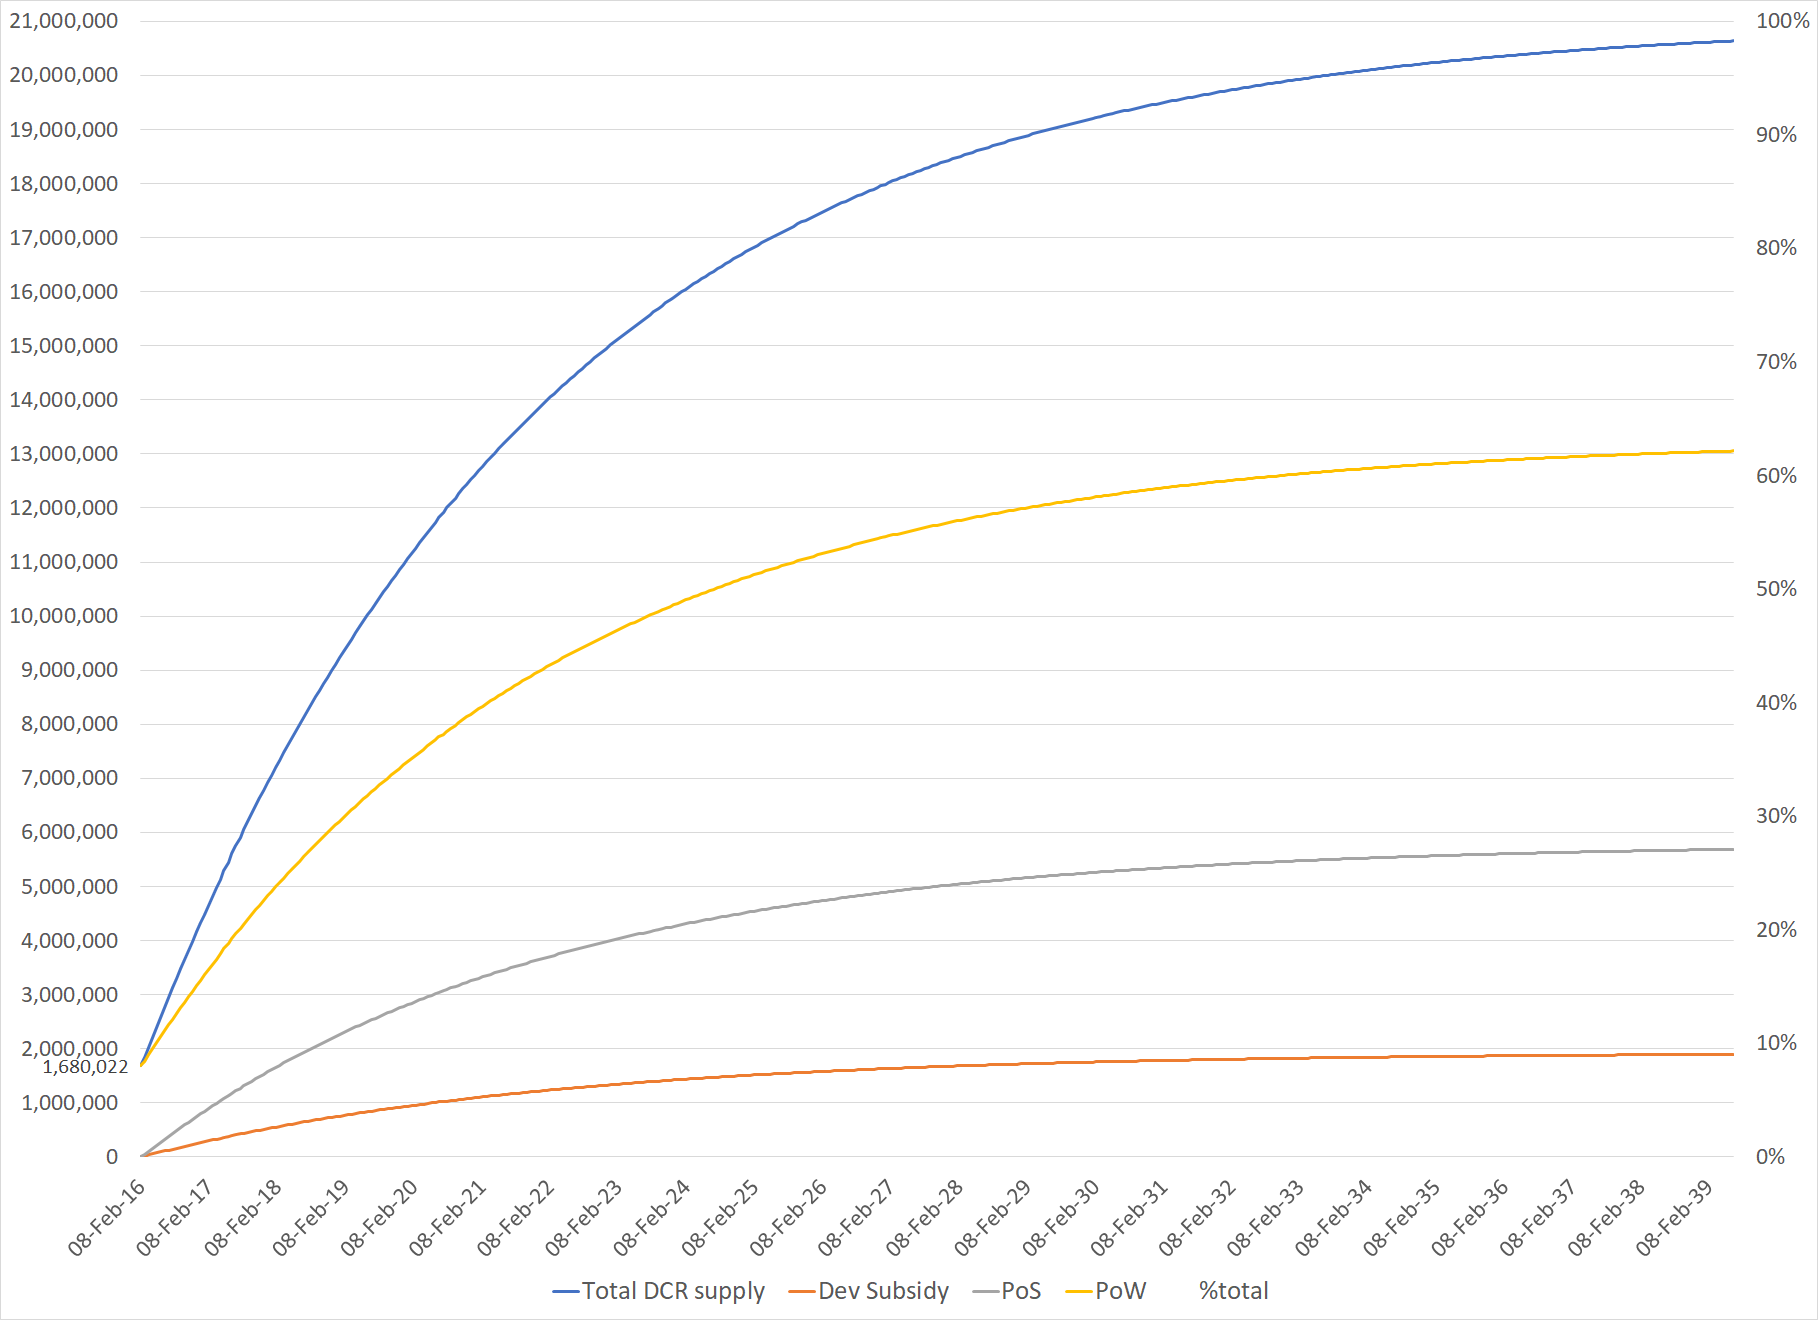 21,000,000
20,000,000
19,000,000
18,000,000
17,000,000
16,000,000
15,000,000
14,000,000
13,000,000
12,000,000
11,000,000
10,000,000
9,000,000
8,000,000
7,000,000
6,000,000
5,000,000
4,000,000
3,000,000
2,000,000
1,680,022
1,000,000
0
100%
90%
80%
70%
60%
50%
40%
30%
20%
10%
0%
08-Feb-16
08-Feb-17
08-Feb-18
08-Feb-19
08-Feb-20
08-Feb-21
08-Feb-22
08-Feb-23
08-Feb-24
08-Feb-25
08-Feb-26
08-Feb-27
08-Feb-28
08-Feb-29
08-Feb-30
08-Feb-31
08-Feb-32
08-Feb-33
08-Feb-34
08-Feb-35
08-Feb-36
08-Feb-37
08-Feb-38
08-Feb-39
Total DCR supply Dev Subsidy PoS PoW %total